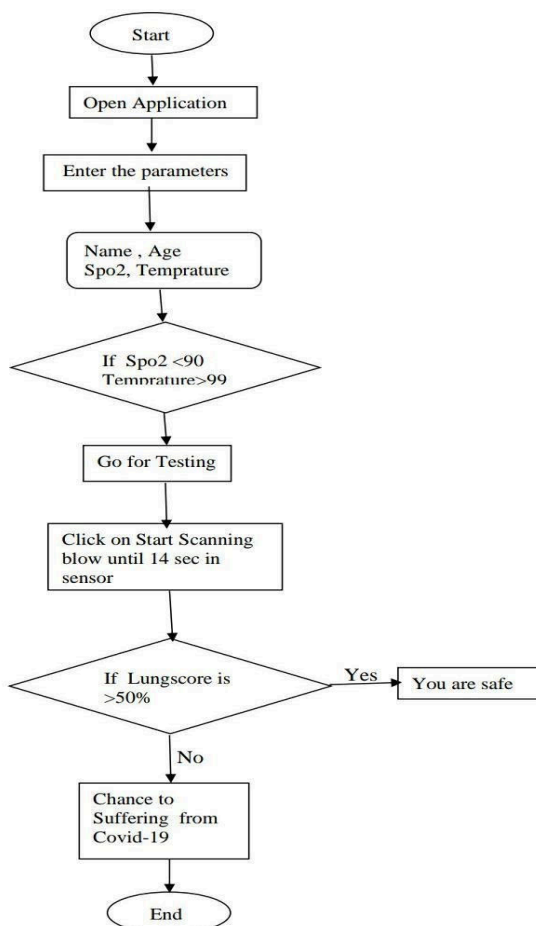 Start
Open Application
Enter the parameters
Name , Age
Spo2, Temprature
If Spo2 <90
Temprature>99
Go for Testing
Click on Start Scanning
blow until 14 sec in
sensor
If Lungscore is
>50%
Yes
You are safe
No
Chance to
Suffering from
Covid-19
End